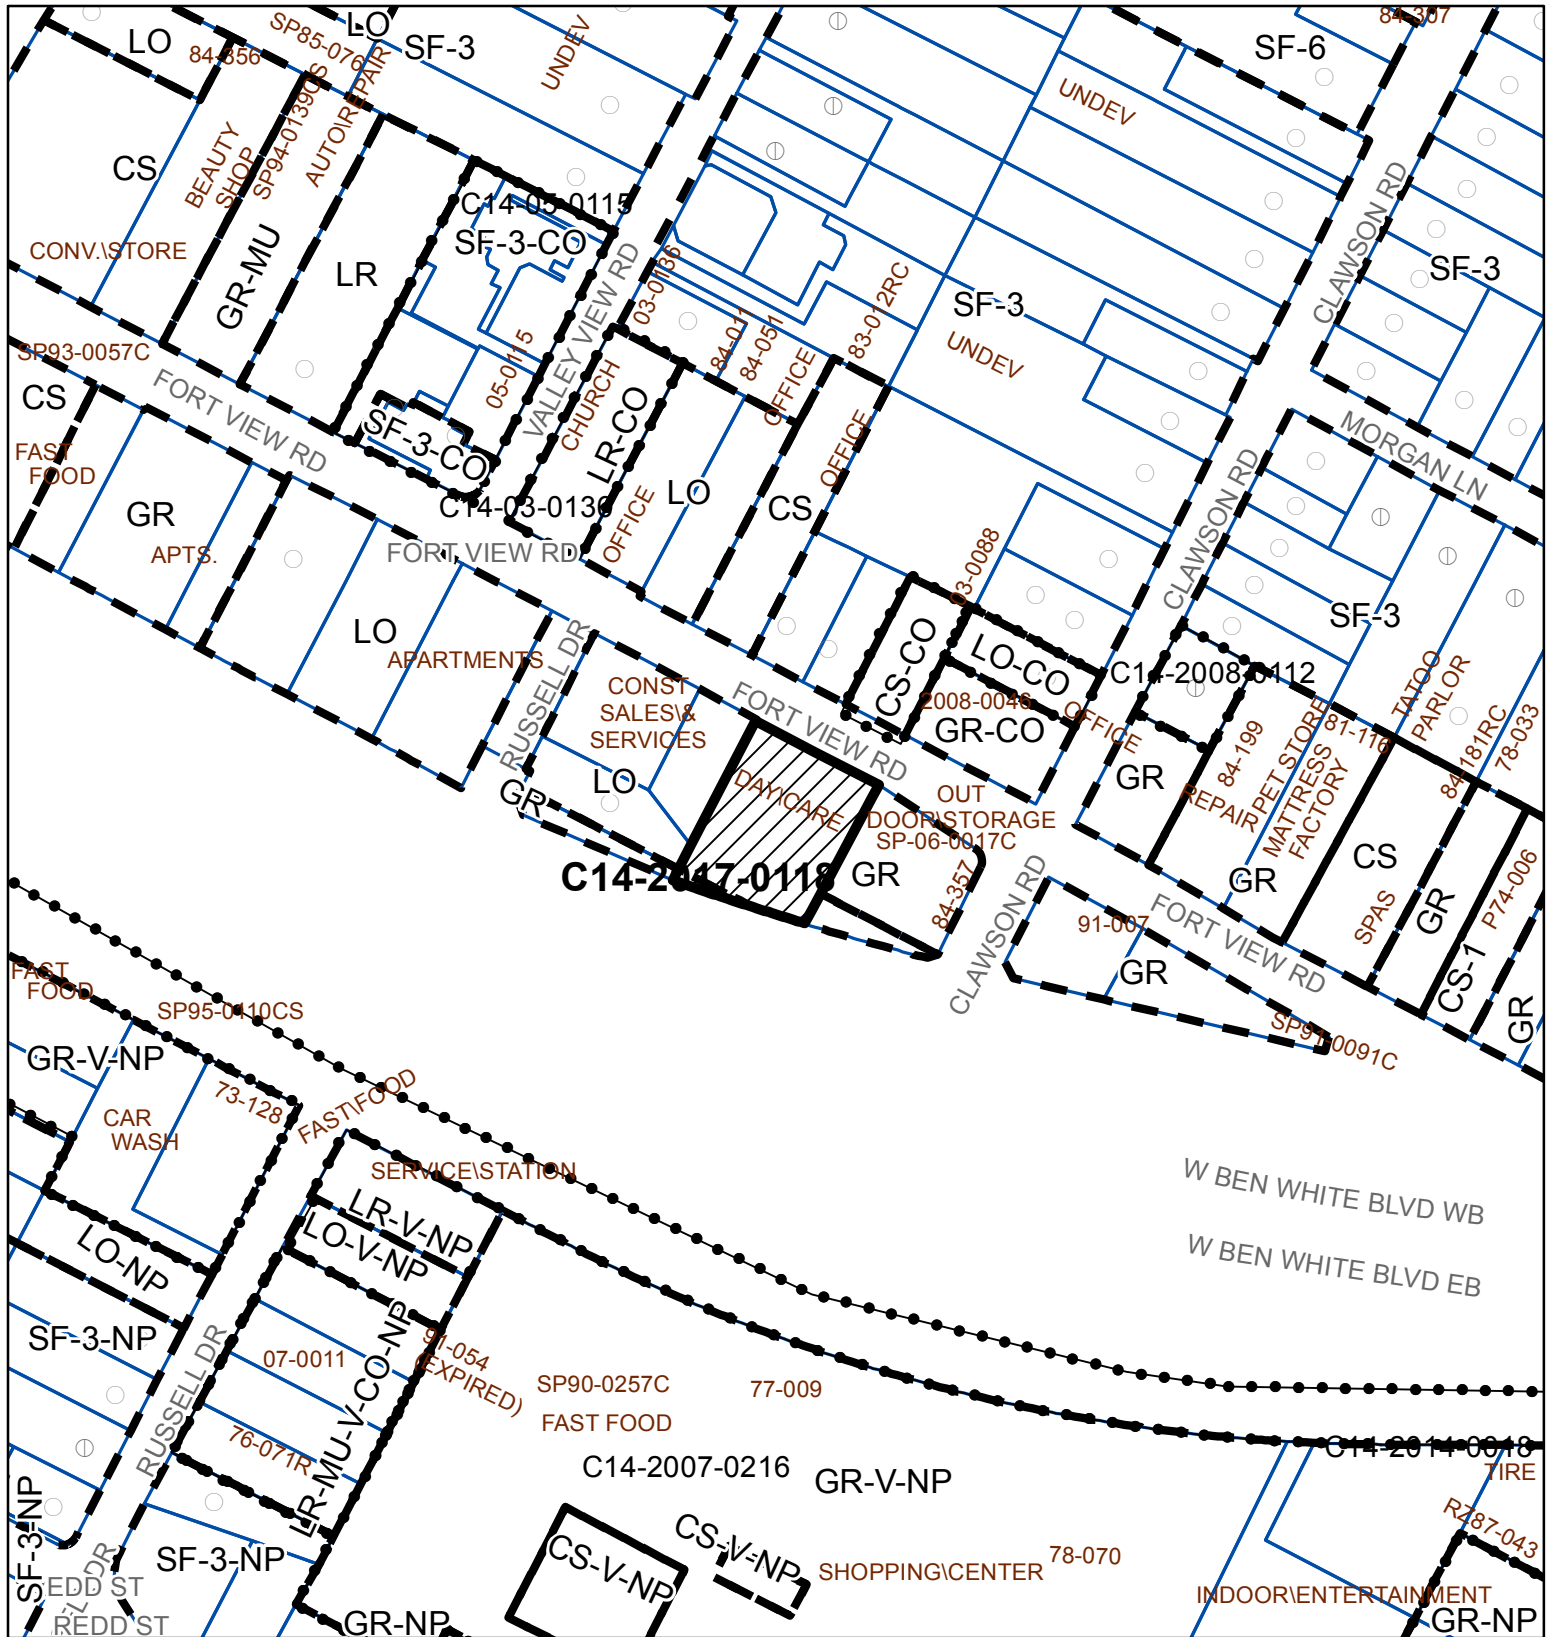 LO
LO
SP85-076
84-356
SF-3
UNDEV
84-307
SF-6
UNDEV
CS
BEAUTY
SHOP
SP94-0139CS
AUTO\REPAIR
CLAWSON RD
CONV.\STORE
GR-MU
LR
C14-05-0115
SF-3-CO
VALLEY VIEW RD
03-0136
84-011
84-051
OFFICE
83-012RC
SF-3
UNDEV
SF-3
SP93-0057C
CS
FORT VIEW RD
05-0115
CHURCH
LR-CO
OFFICE
SF-3-CO
MORGAN LN
FAST
FOOD
GR
APTS.
C14-03-0136
FORT VIEW RD
OFFICE
LO
CS
CLAWSON RD
03-0088
LO
APARTMENTS
RUSSELL DR
CONST
SALES\&
SERVICES
FORT VIEW RD
CS-CO
LO-CO
2008-0046
GR-CO
OFFICE
C14-2008-0112
SF-3
TATOO
PARLOR
84-181RC
78-033
81-116
84-199
REPAIR
PET STORE
MATTRESS
FACTORY
GR
GR
LO
DAY\CARE
OUT
DOOR\STORAGE
SP-06-0017C
C14-2017-0118
GR
84-357
CLAWSON RD
91-007
GR
GR
FORT VIEW RD
CS
SPAS
GR
CS-1
P74-006
GR
SP91-0091C
FAST
FOOD
SP95-0110CS
GR-V-NP
73-128
FAST\FOOD
CAR
WASH
SERVICE\STATION
W BEN WHITE BLVD WB
LR-V-NP
LO-V-NP
LO-NP
W BEN WHITE BLVD EB
SF-3-NP
RUSSELL DR
07-0011
LR-MU-V-CO-NP
91-054
(EXPIRED)
SP90-0257C
77-009
FAST FOOD
76-071R
C14-2007-0216
GR-V-NP
C14-2014-0018
TIRE
RZ87-043
SF-3-NP
SF-3-NP
CS-V-NP
CS-V-NP
SHOPPING\CENTER
78-070
INDOOR\ENTERTAINMENT
EDD ST
REDD ST
GR-NP
GR-NP